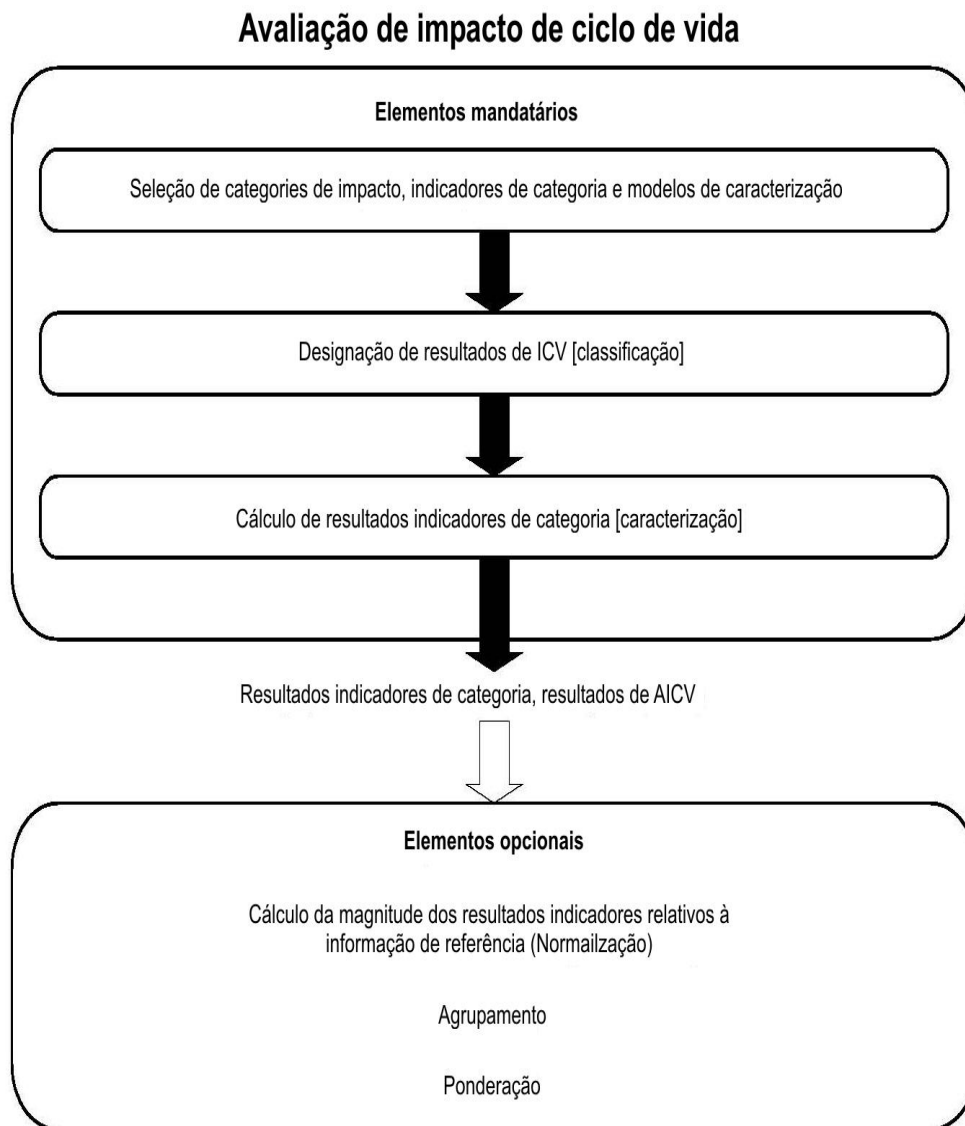 Avaliação de impacto de ciclo de vida
Elementos mandatários
Seleção de categories de impacto, indicadores de categoria e modelos de caracterização
Designação de resultados de ICV [classificação]
Cálculo de resultados indicadores de categoria [caracterização]
Resultados indicadores de categoria, resultados de AICV
Elementos opcionais
Cálculo da magnitude dos resultados indicadores relativos à
informação de referência (Normailzação)
Agrupamento
Ponderação